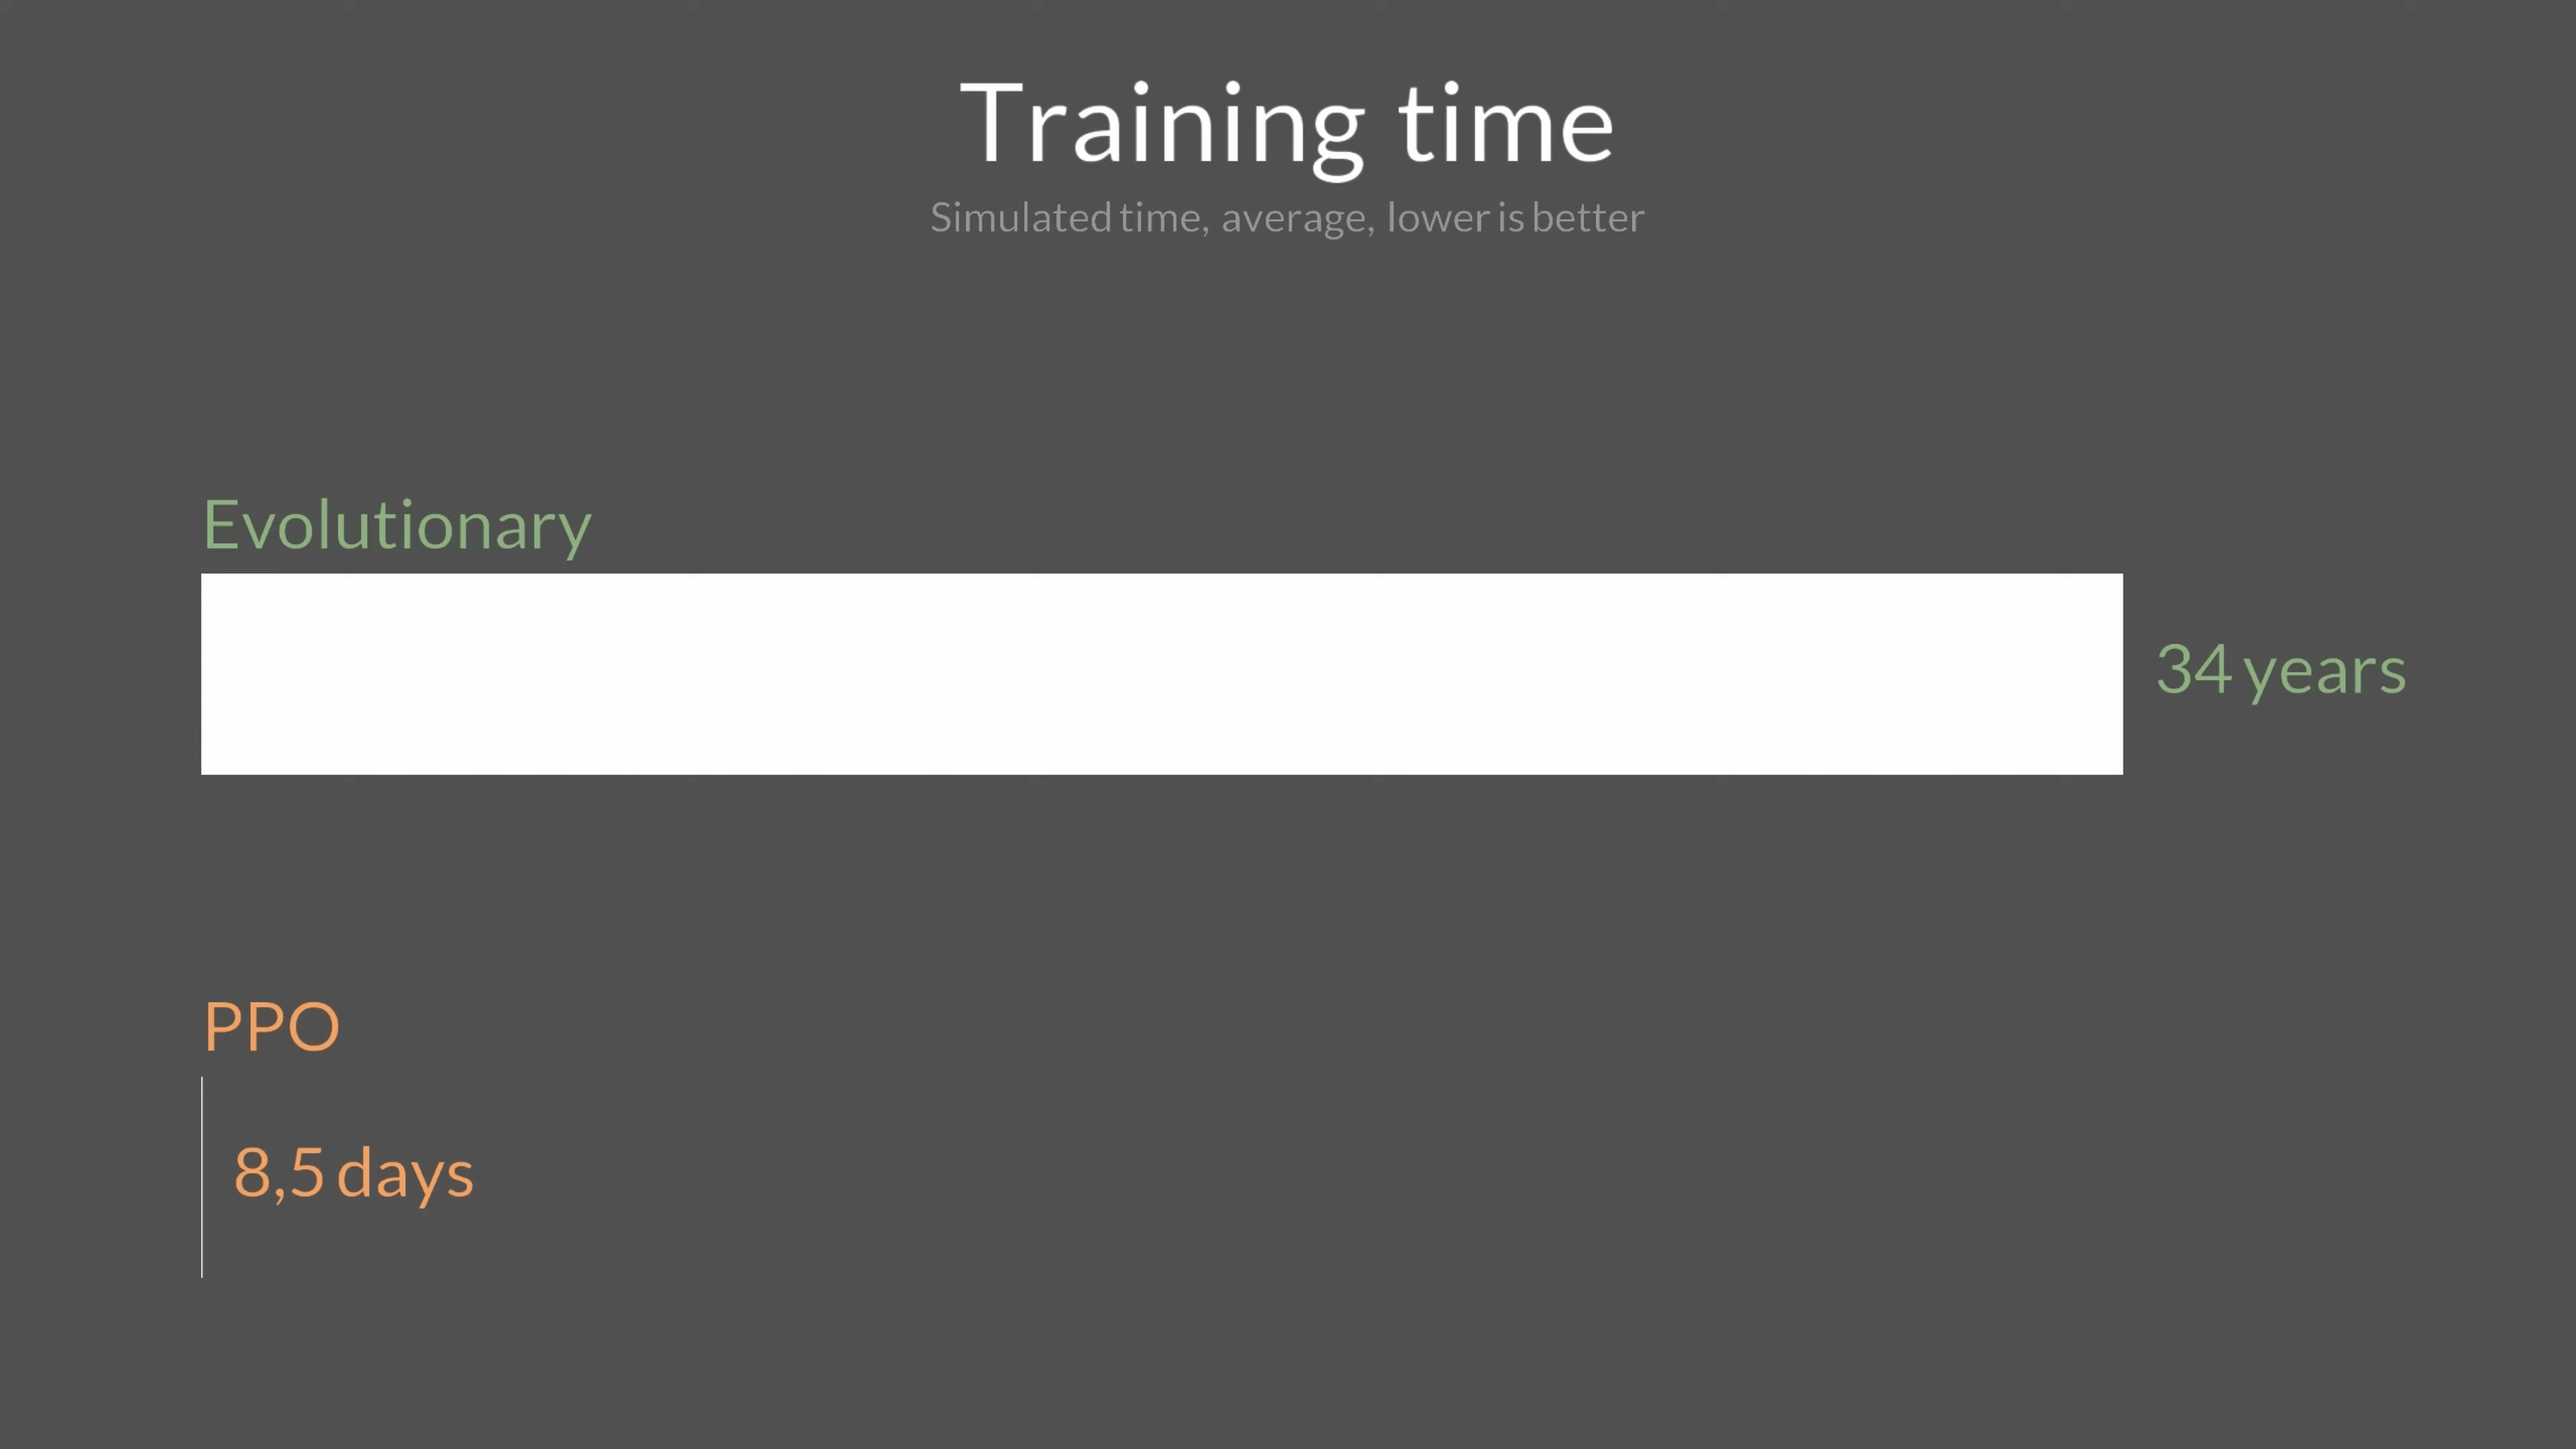 Training time
Simulated time, average, lower is better
Evolutionary
34 years
PPO
8,5 days